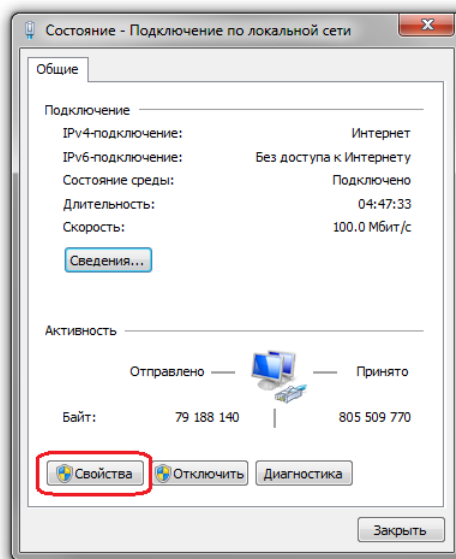 Состояние - Подключение по локальной сети
Общие
Подключение
IPv4-подключение: Интернет
IPv6-подключение: Без доступа к Интернету
Состояние среды: Подключено
Длительность: 04:47:33
Скорость: 100.0 Мбит/с
Сведения...
Активность
Отправлено — — Принято
Байт: 79 188 140 | 805 509 770
Свойства Отключить Диагностика
Закрыть